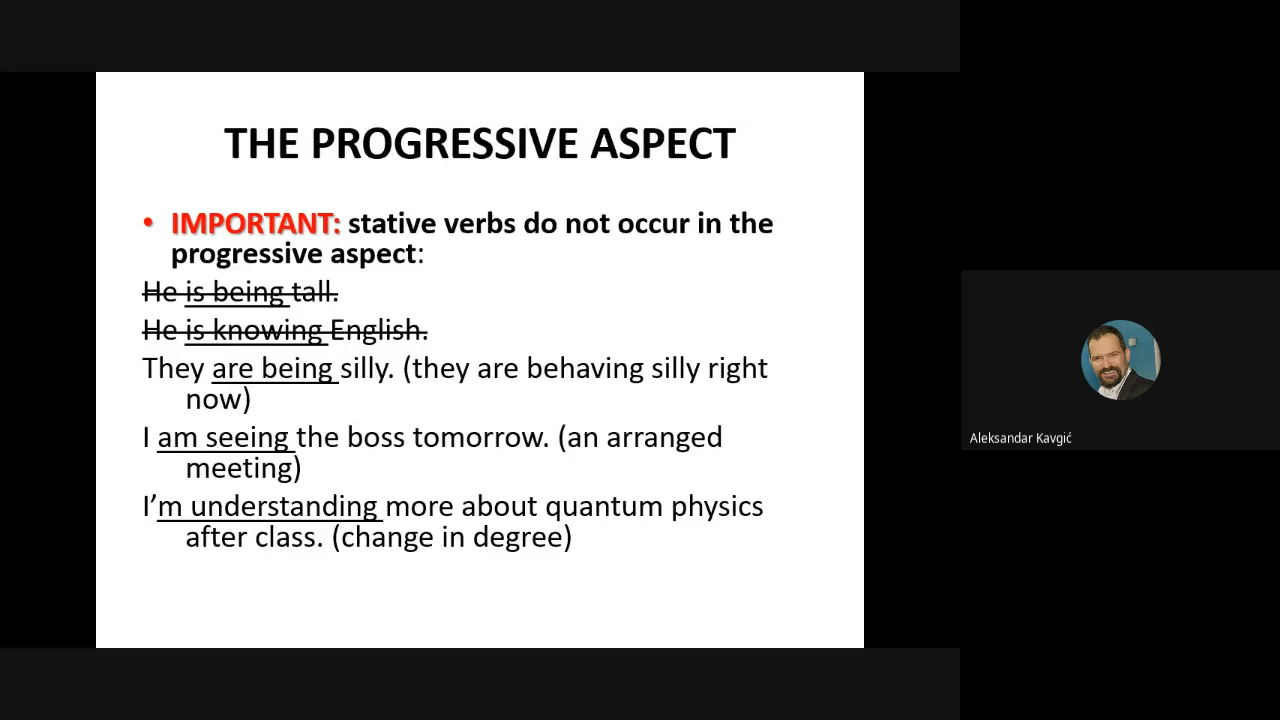 THE PROGRESSIVE ASPECT
• IMPORTANT: stative verbs do not occur in the
progressive aspect:
He is being tall.
He is knowing English.
They are being silly. (they are behaving silly right
now)
I am seeing the boss tomorrow. (an arranged
meeting)
I’m understanding more about quantum physics
after class. (change in degree)
Aleksandar Kavgić